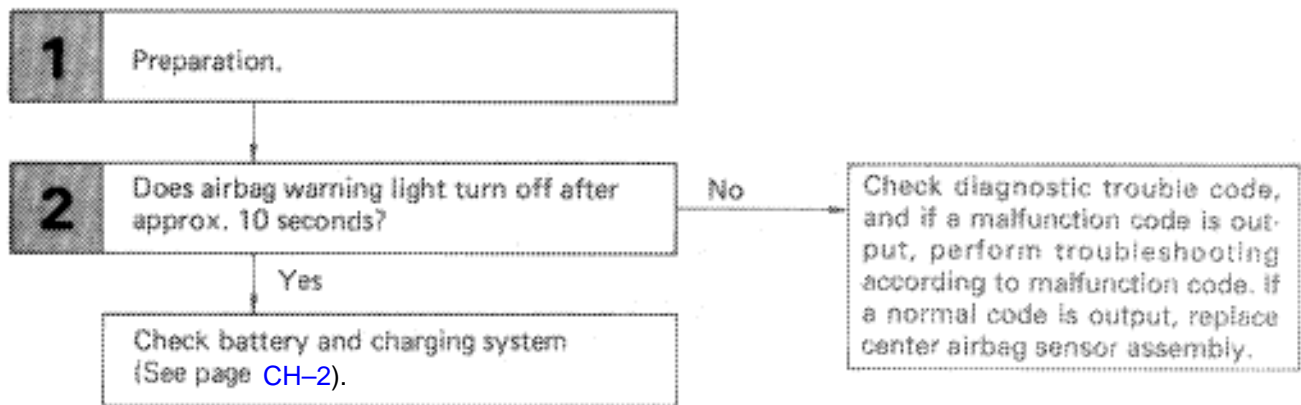 1
Preparation.
2
Does airbag warning light turn off after
approx. 10 seconds?
No
Check diagnostic trouble code,
and if a malfunction code is out-
put, perform troubleshooting
according to malfunction code. If
a normal code is output, replace
center airbag sensor assembly.
Yes
Check battery and charging system
(See page CH–2).